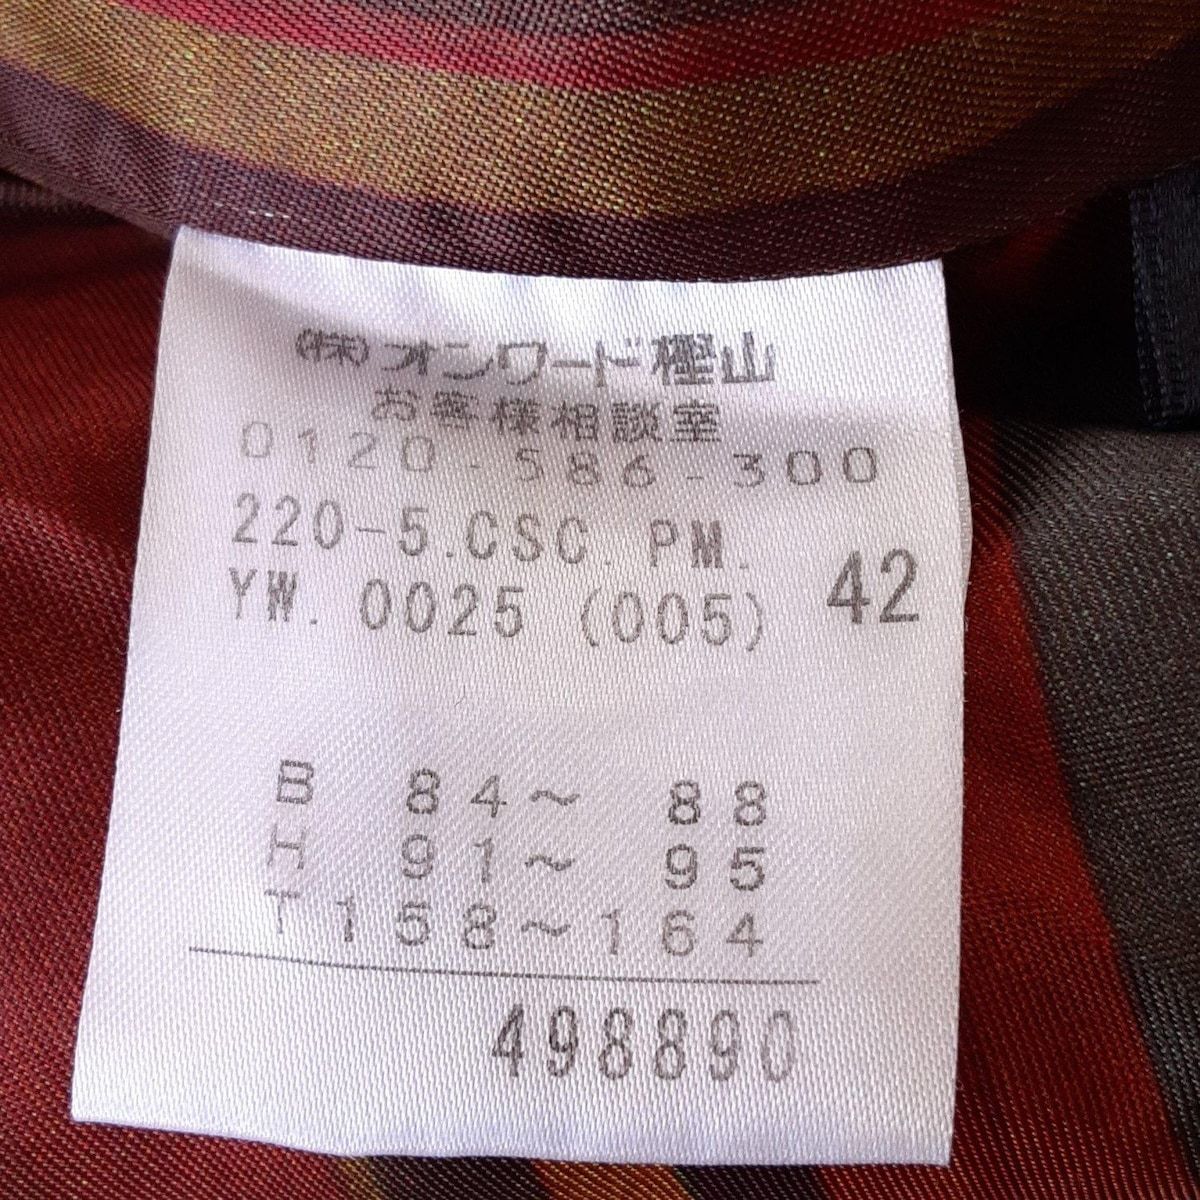 (株)オンワード樫山
お客様相談室
0120-586-300
220-5.CSC. PM.
YW. 0025 (005) 42
B 84～ 88
H 91～ 95
T158～164
498890